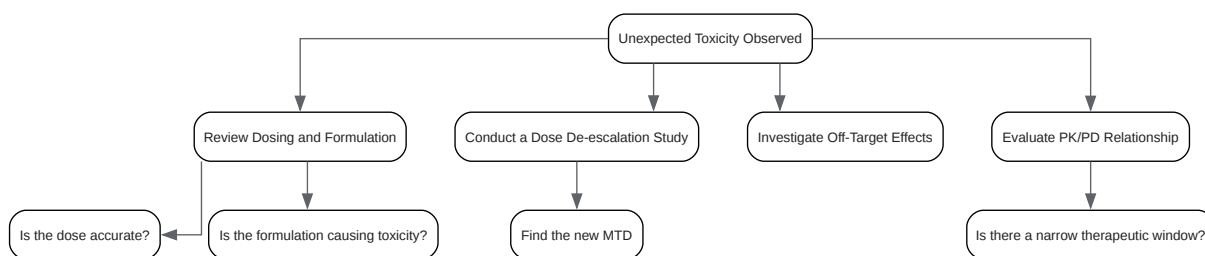 Unexpected Toxicity Observed
Review Dosing and Formulation
Conduct a Dose De-escalation Study
Investigate Off-Target Effects
Evaluate PK/PD Relationship
Is the dose accurate?
Is the formulation causing toxicity?
Find the new MTD
Is there a narrow therapeutic window?